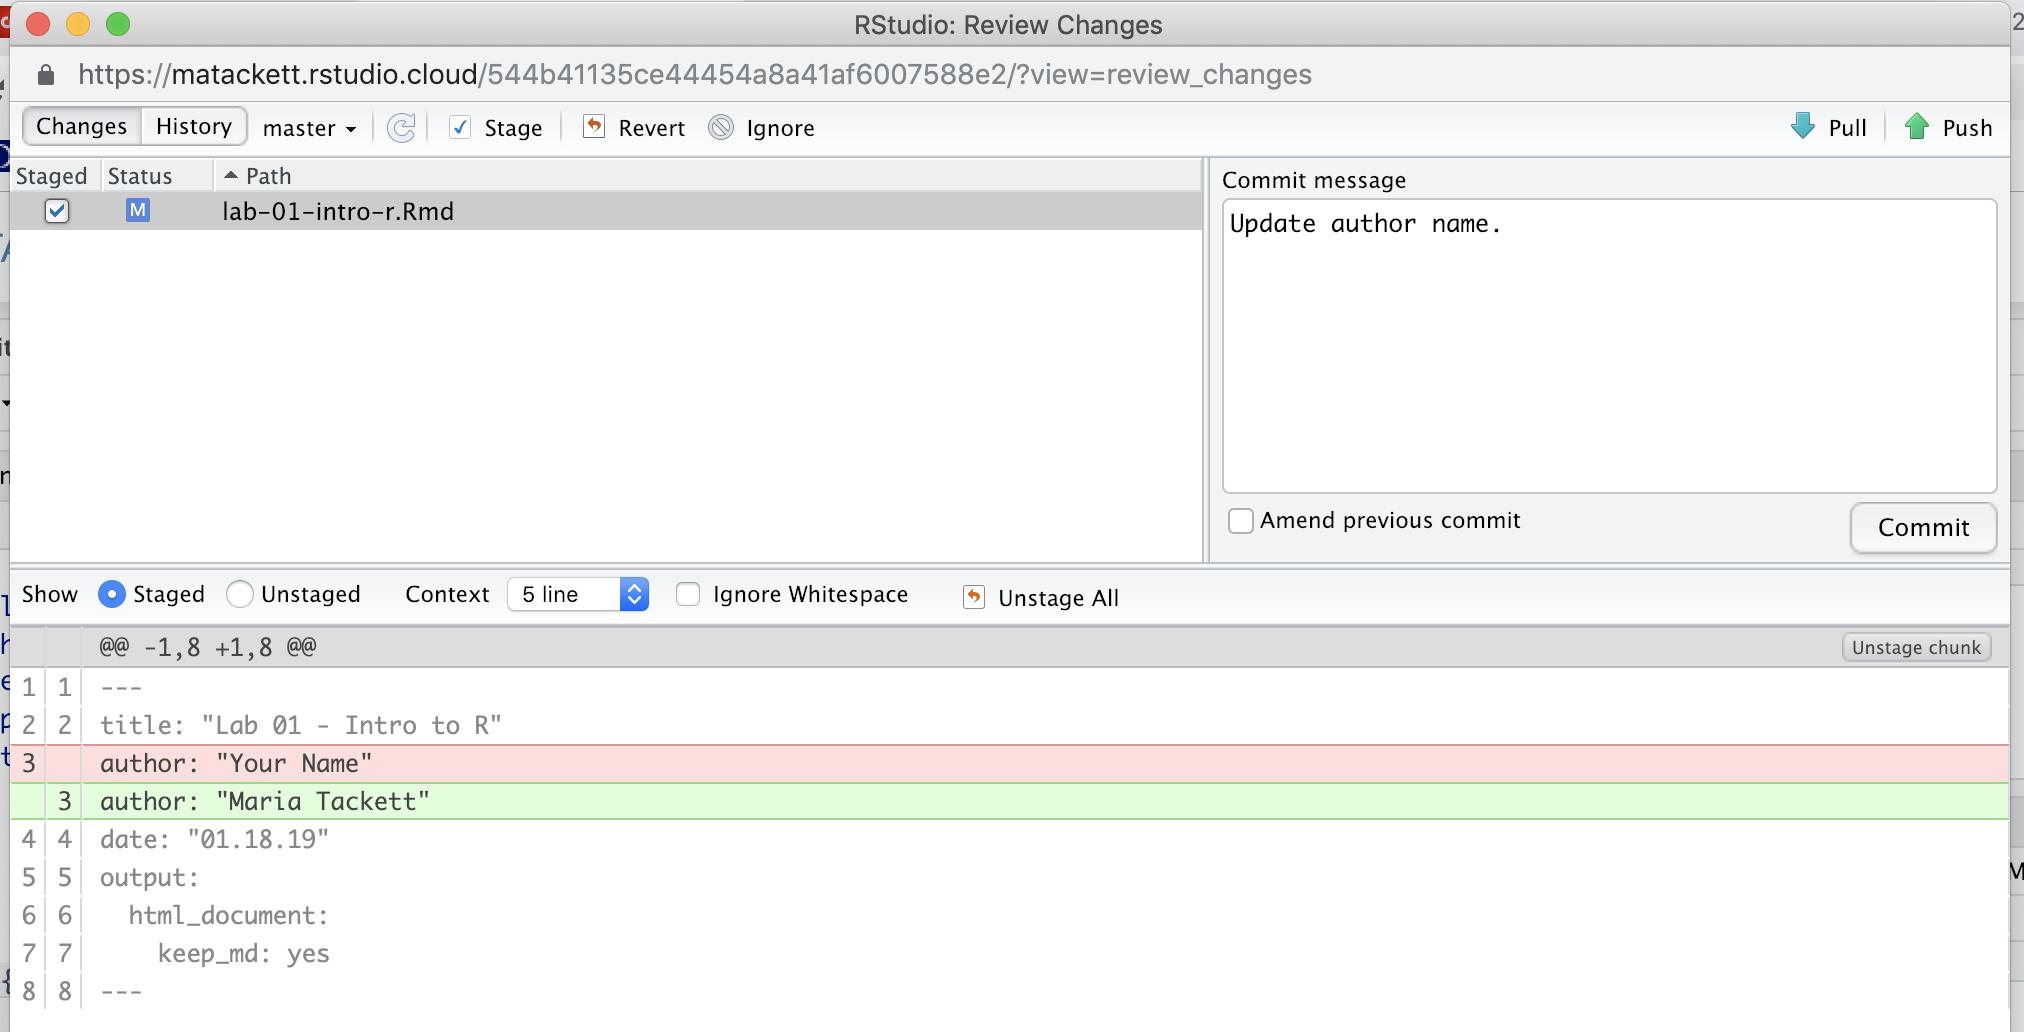 RStudio: Review Changes
https://matackett.rstudio.cloud/544b41135ce44454a8a41af6007588e2/?view=review_changes
Changes History master Stage Revert Ignore Pull Push
Staged Status Path
M lab-01-intro-r.Rmd
Commit message
Update author name.
Amend previous commit Commit
Show Staged Unstaged Context 5 line Ignore Whitespace Unstage All
@@ -1,8 +1,8 @@ Unstage chunk
1 1 ---
2 2 title: "Lab 01 - Intro to R"
3 author: "Your Name"
3 author: "Maria Tackett"
4 4 date: "01.18.19"
5 5 output:
6 6 html_document:
7 7 keep_md: yes
8 8 ---